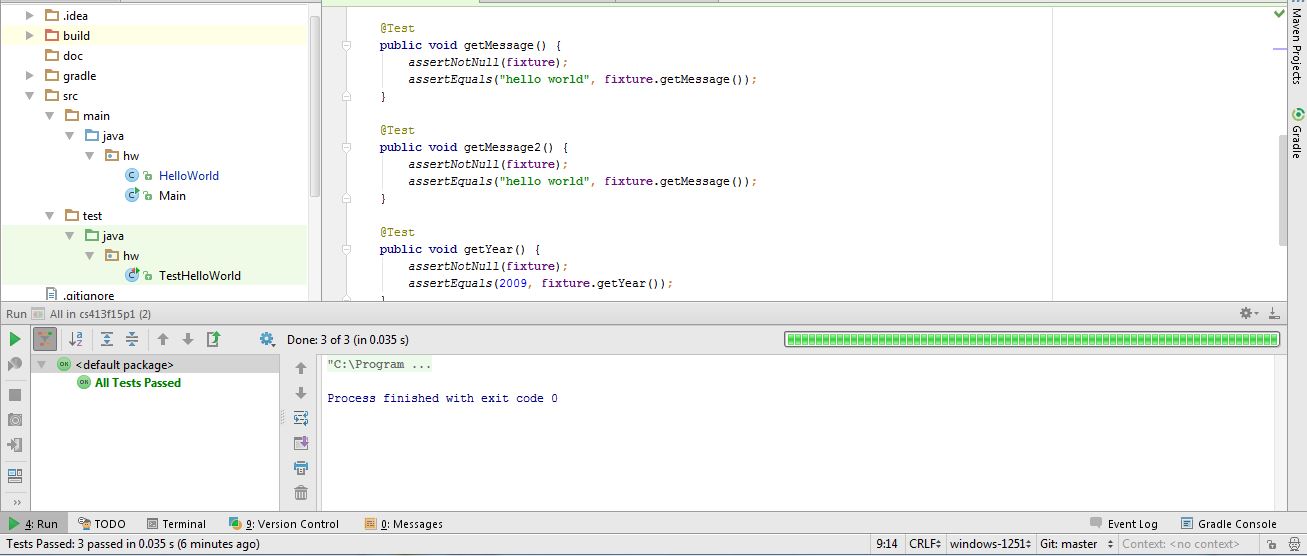 .idea
build
doc
gradle
src
main
java
hw
HelloWorld
Main
test
java
hw
TestHelloWorld
.gitignore
@Test
public void getMessage() {
assertNotNull(fixture);
assertEquals("hello world", fixture.getMessage());
}
@Test
public void getMessage2() {
assertNotNull(fixture);
assertEquals("hello world", fixture.getMessage());
}
@Test
public void getYear() {
assertNotNull(fixture);
assertEquals(2009, fixture.getYear());
}
Maven Projects
Gradle
Run All in cs413f15p1 (2)
Done: 3 of 3 (in 0.035 s)
<default package>
All Tests Passed
"C:\Program ...
Process finished with exit code 0
4: Run TODO Terminal 9: Version Control 0: Messages Event Log Gradle Console
Tests Passed: 3 passed in 0.035 s (6 minutes ago) 9:14 CRLF windows-1251 Git: master Context: <no context>